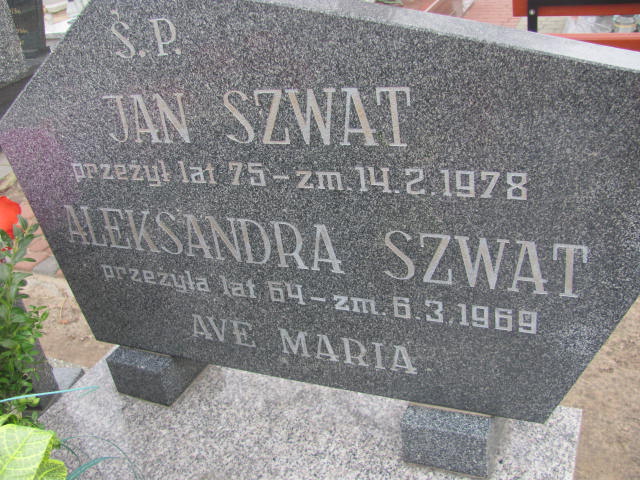 Ś.P.
JAN SZWAT
przeżył lat 75 - zm. 14.2.1978
ALEKSANDRA SZWAT
przeżyła lat 64 - zm. 6.3.1969
AVE MARIA